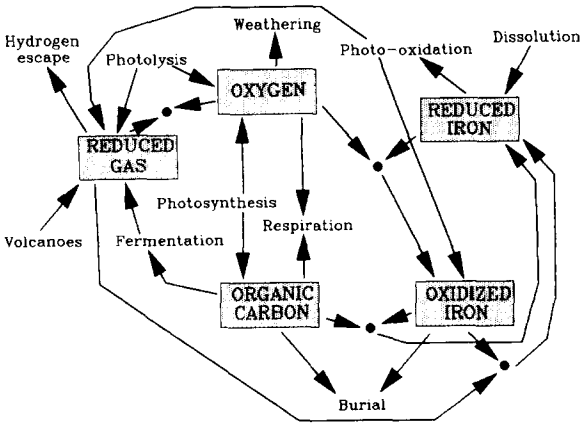 Weathering
Hydrogen
escape
Photolysis
Photo-oxidation
Dissolution
OXYGEN
REDUCED
IRON
REDUCED
GAS
Photosynthesis
Respiration
Volcanoes
Fermentation
ORGANIC
CARBON
OXIDIZED
IRON
Burial